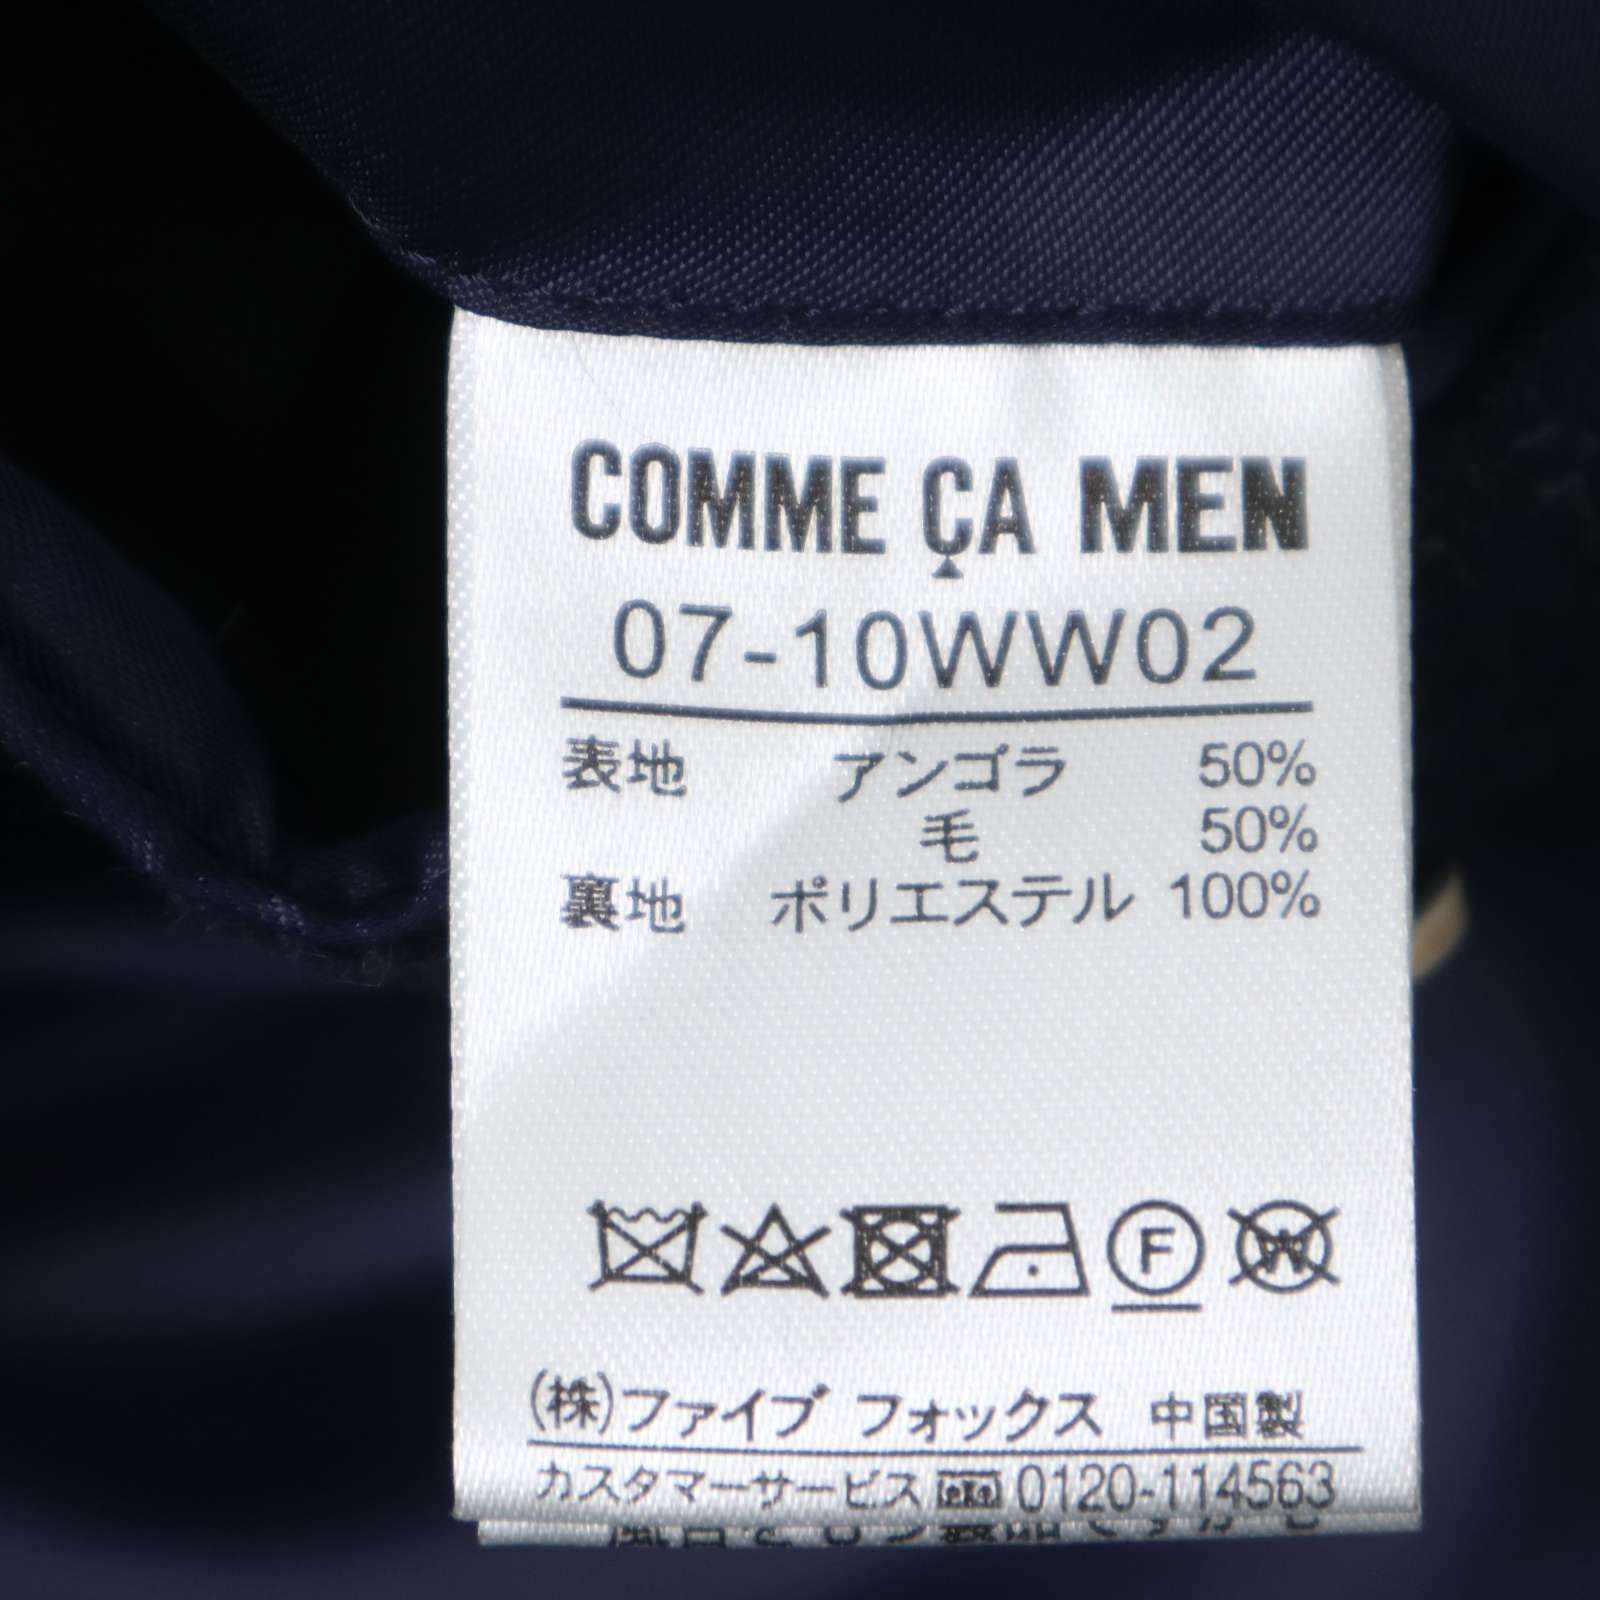 COMME ÇA MEN
07-10WW02
表地 アンゴラ 50%
毛 50%
裏地 ポリエステル 100%
F W
(株)ファイブ フォックス 中国製
カスタマーサービス 0120-114563